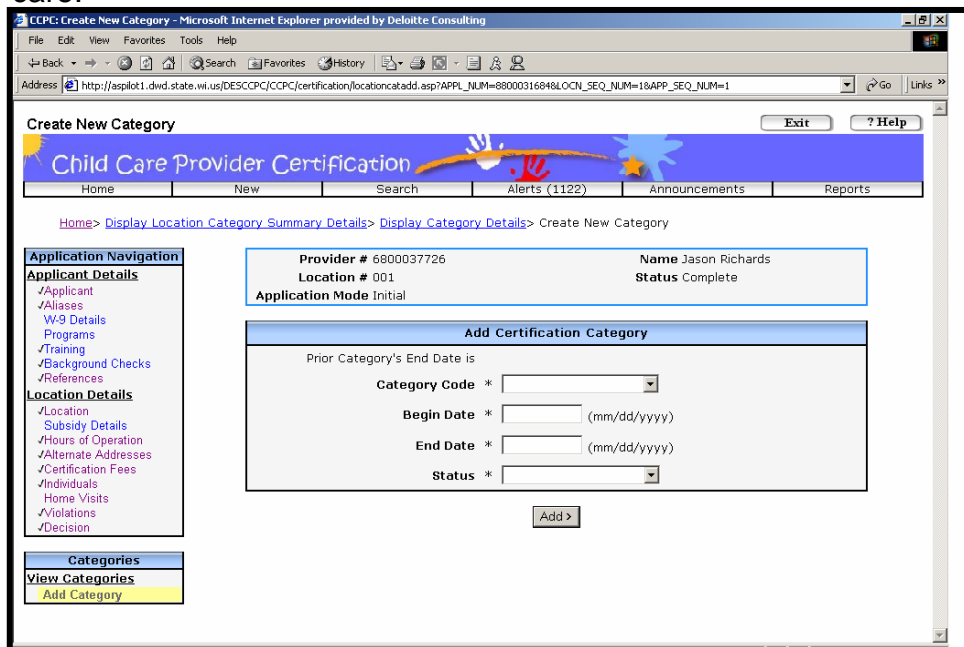 care.
CCPC: Create New Category - Microsoft Internet Explorer provided by Deloitte Consulting
File Edit View Favorites Tools Help
Back Search Favorites History
Address http://aspilot1.dwd.state.wi.us/DESCCPC/CCPC/certification/locationcatadd.asp?APPL_NUM=8800031684&LOCN_SEQ_NUM=1&APP_SEQ_NUM=1 Go Links »
Create New Category Exit ? Help
Child Care Provider Certification
Home New Search Alerts (1122) Announcements Reports
Home> Display Location Category Summary Details> Display Category Details> Create New Category
Application Navigation
Applicant Details
√Applicant
√Aliases
W-9 Details
Programs
√Training
√Background Checks
√References
Location Details
√Location
Subsidy Details
√Hours of Operation
√Alternate Addresses
√Certification Fees
√Individuals
Home Visits
√Violations
√Decision
Categories
View Categories
Add Category
Provider # 6800037726 Name Jason Richards
Location # 001 Status Complete
Application Mode Initial
Add Certification Category
Prior Category's End Date is
Category Code *
Begin Date * (mm/dd/yyyy)
End Date * (mm/dd/yyyy)
Status *
Add >